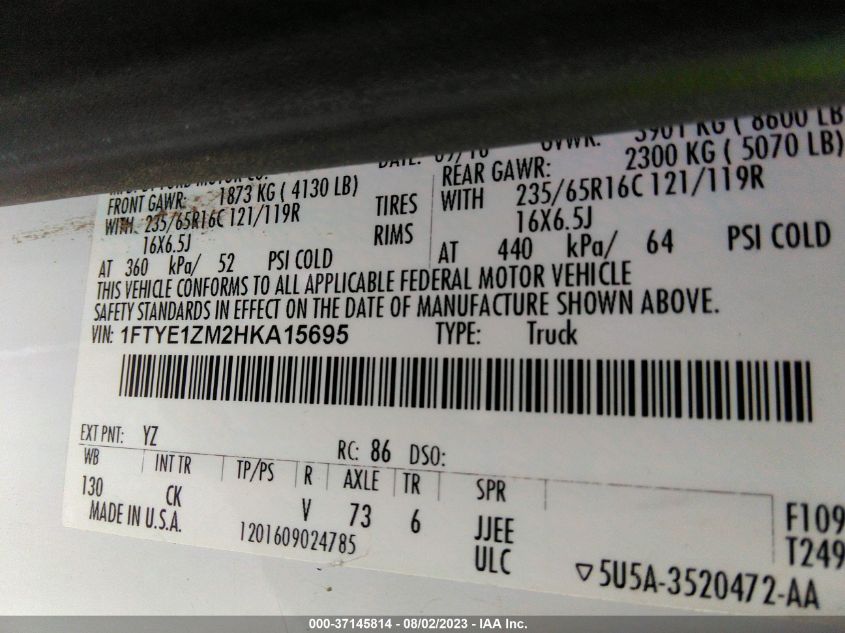 DATE: 09/16 GVWR: 3901 KG ( 8600 LB
FRONT GAWR: 1873 KG ( 4130 LB) REAR GAWR: 2300 KG ( 5070 LB)
WITH 235/65R16C 121/119R TIRES WITH 235/65R16C 121/119R
16X6.5J RIMS 16X6.5J
AT 360 kPa/ 52 PSI COLD AT 440 kPa/ 64 PSI COLD
THIS VEHICLE CONFORMS TO ALL APPLICABLE FEDERAL MOTOR VEHICLE
SAFETY STANDARDS IN EFFECT ON THE DATE OF MANUFACTURE SHOWN ABOVE.
VIN: 1FTYE1ZM2HKA15695 TYPE: Truck
EXT PNT: YZ RC: 86 DSO:
WB INT TR TP/PS R AXLE TR SPR
130 CK V 73 6 JJEE F109
MADE IN U.S.A. 1201609024785 ULC T249
▽5U5A-3520472-AA
000-37145814 - 08/02/2023 - IAA Inc.